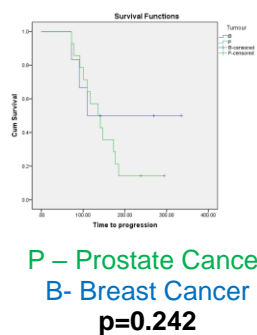 Survival Functions
Tumour
B
P
B-censored
P-censored
1.0
0.8
0.6
0.4
0.2
0.0
Cum Survival
.00 100.00 200.00 300.00 400.00
Time to progression
P – Prostate Cance
B- Breast Cancer
p=0.242